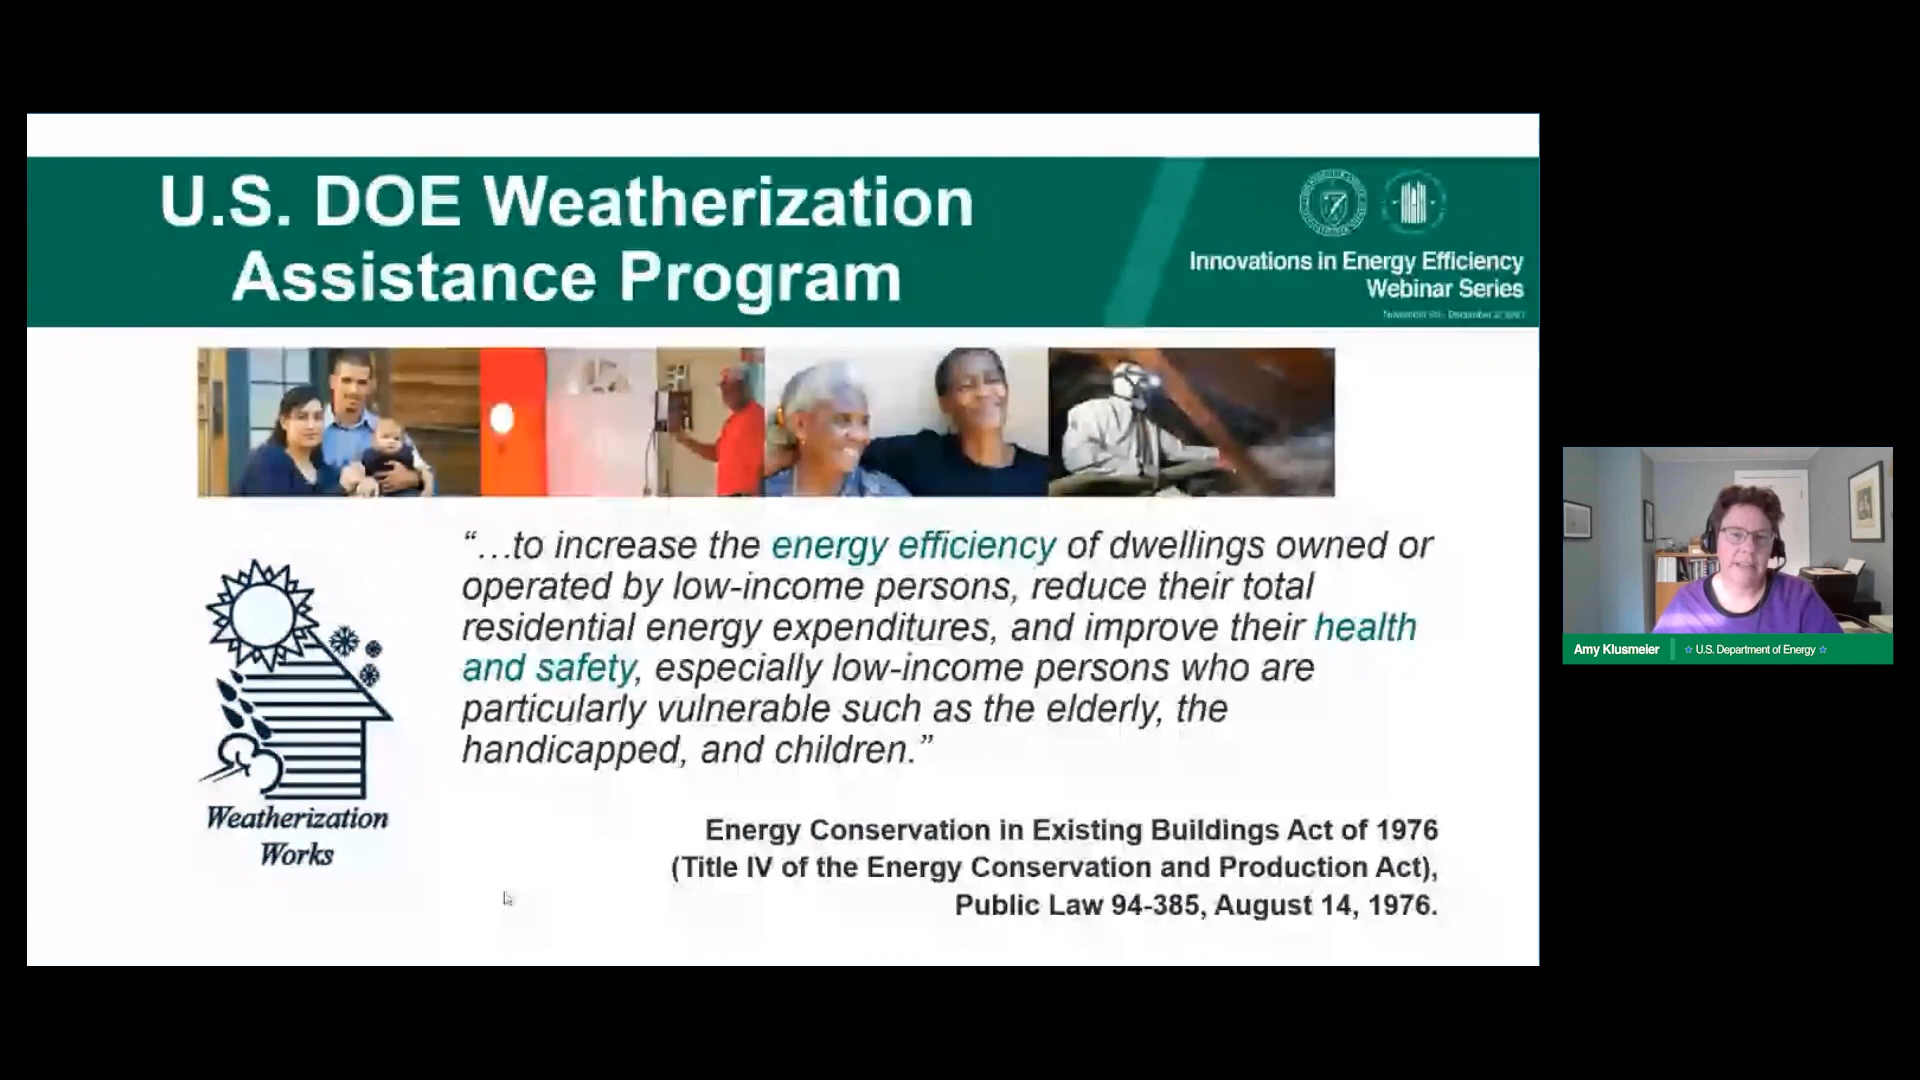 U.S. DOE Weatherization
Assistance Program
Innovations in Energy Efficiency
Webinar Series
“…to increase the energy efficiency of dwellings owned or
operated by low-income persons, reduce their total
residential energy expenditures, and improve their health
and safety, especially low-income persons who are
particularly vulnerable such as the elderly, the
handicapped, and children.”
Weatherization
Works
Energy Conservation in Existing Buildings Act of 1976
(Title IV of the Energy Conservation and Production Act),
Public Law 94-385, August 14, 1976.
Amy Klusmeier ☆ U.S. Department of Energy ☆